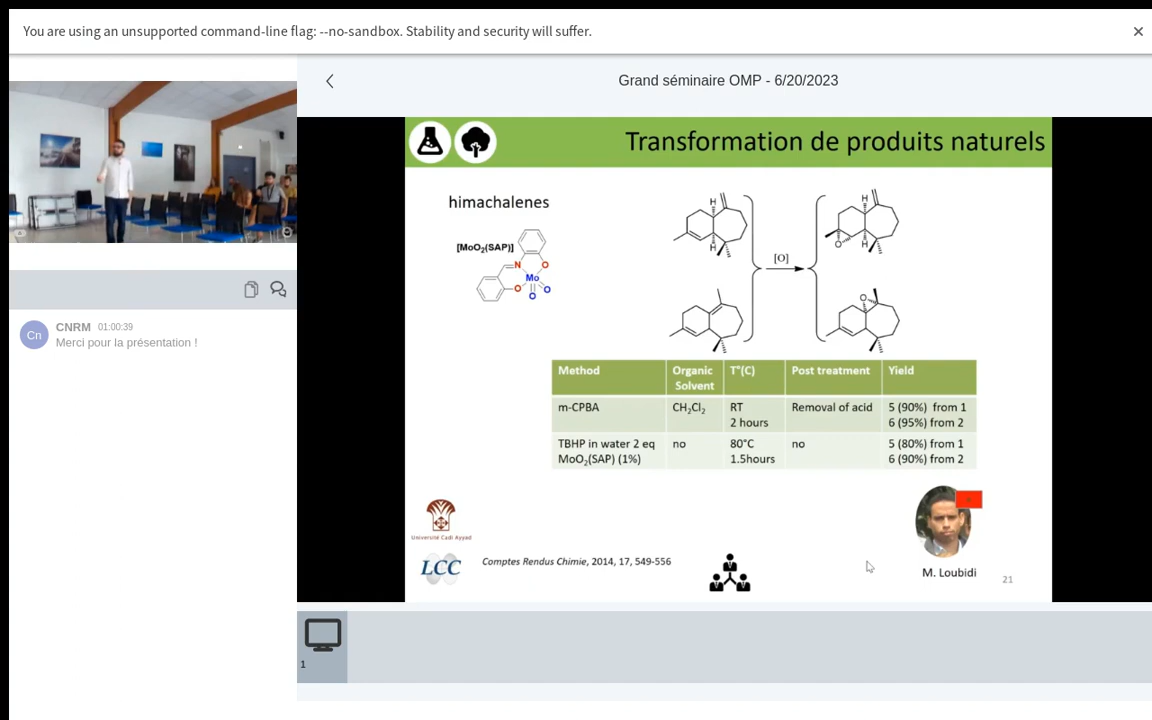 You are using an unsupported command-line flag: --no-sandbox. Stability and security will suffer.
Grand séminaire OMP - 6/20/2023
Cn
CNRM 01:00:39
Merci pour la présentation !
Transformation de produits naturels
himachalenes
[MoO₂(SAP)]
N
O
Mo
O
O
O
H
H
[O]
H
O
H
O
Method Organic Solvent T°(C) Post treatment Yield
m-CPBA CH₂Cl₂ RT 2 hours Removal of acid 5 (90%) from 1 6 (95%) from 2
TBHP in water 2 eq MoO₂(SAP) (1%) no 80°C 1.5hours no 5 (80%) from 1 6 (90%) from 2
Université Cadi Ayyad
LCC
Comptes Rendus Chimie, 2014, 17, 549-556
M. Loubidi
21
1